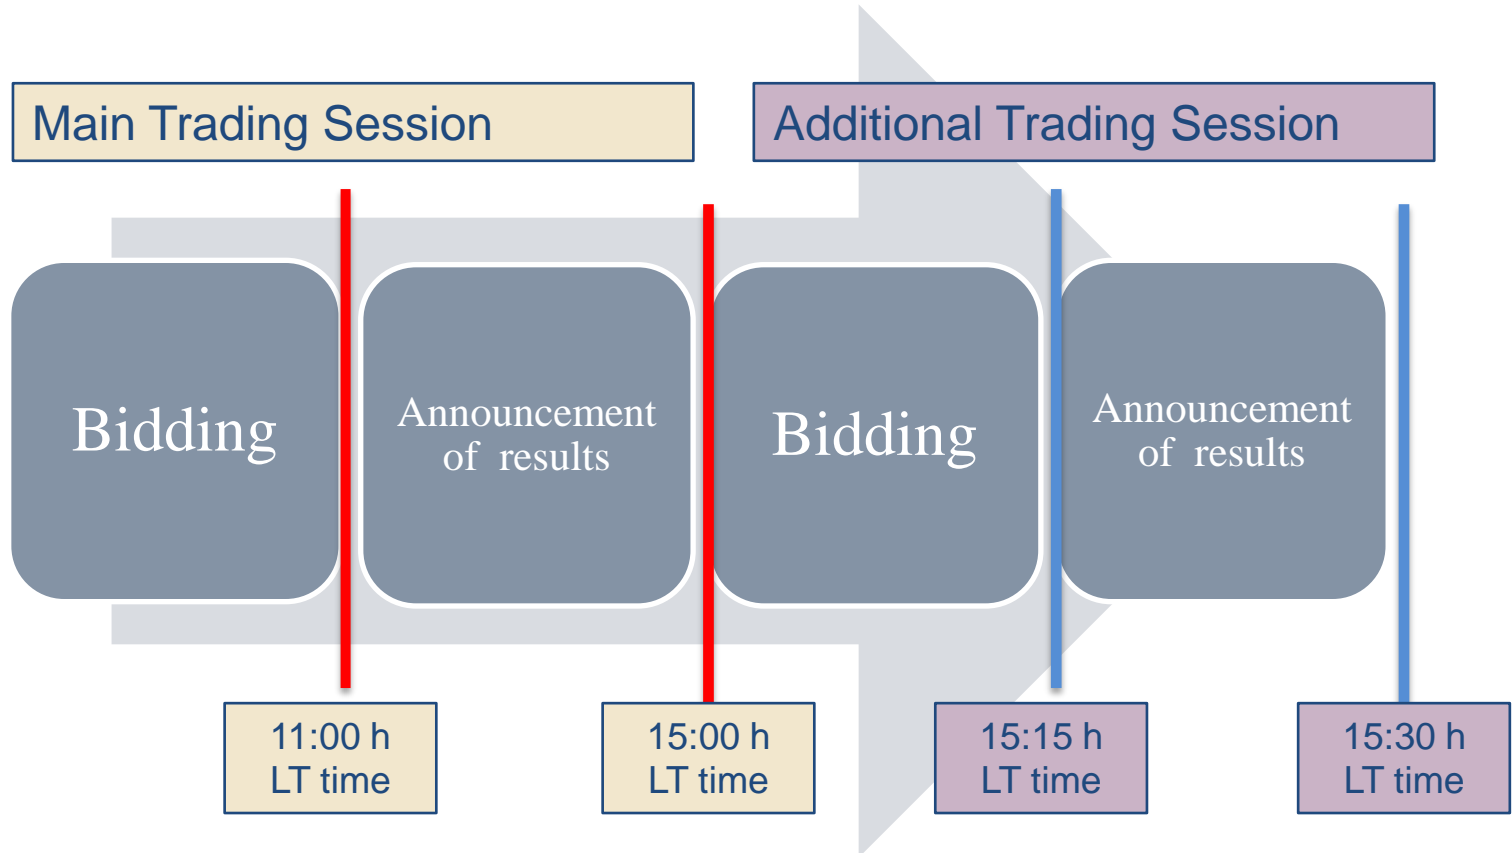 Main Trading Session
Additional Trading Session
Bidding
Announcement
of results
Bidding
Announcement
of results
11:00 h
LT time
15:00 h
LT time
15:15 h
LT time
15:30 h
LT time